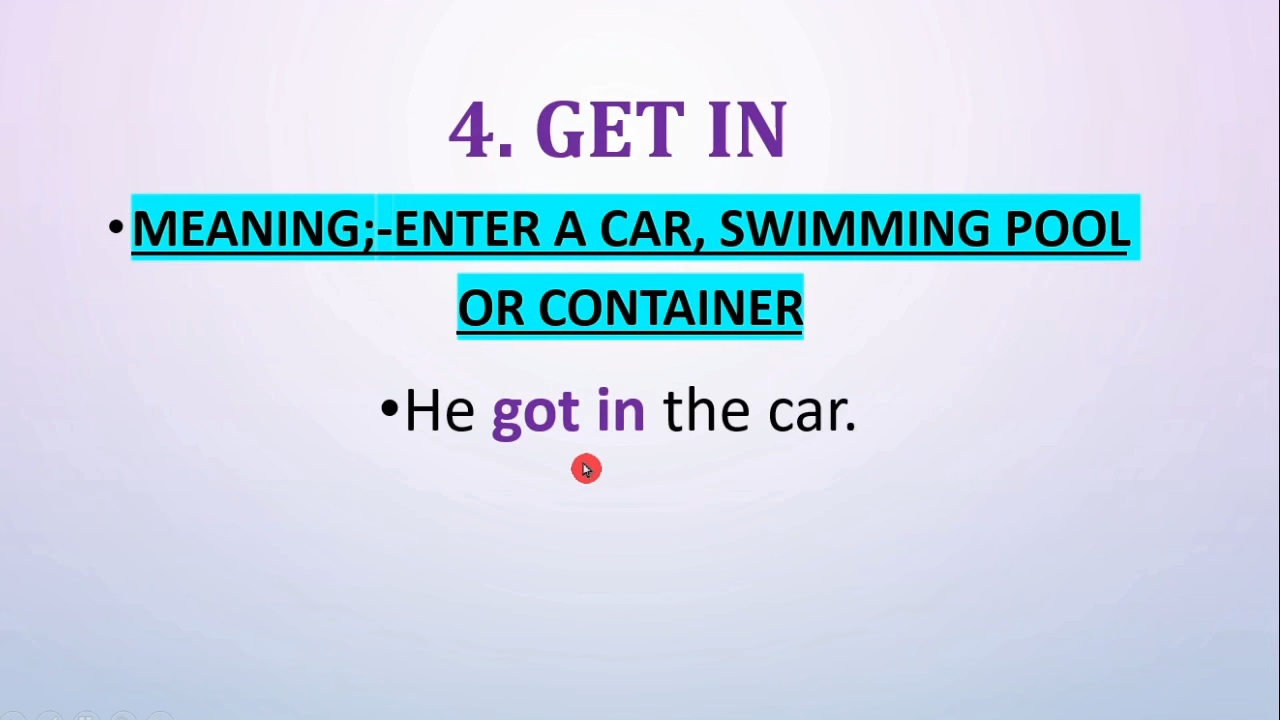 4. GET IN
•MEANING;-ENTER A CAR, SWIMMING POOL
OR CONTAINER
•He got in the car.